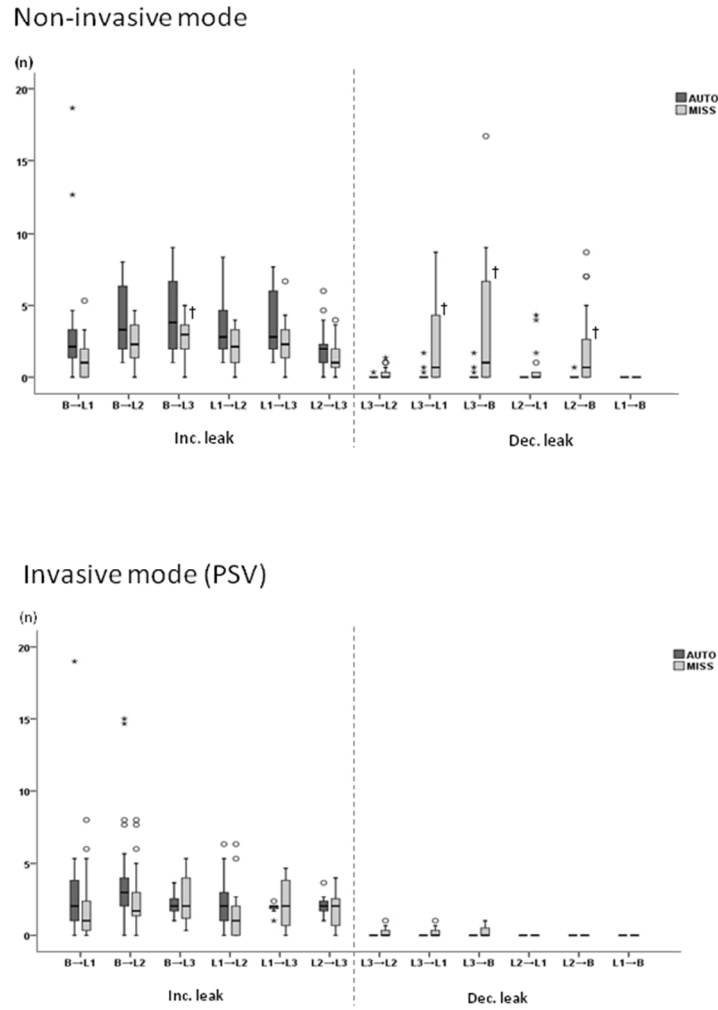 Non-invasive mode
(n)
20
15
10
5
0
AUTO
MISS
†
†
†
†
B→L1 B→L2 B→L3 L1→L2 L1→L3 L2→L3 L3→L2 L3→L1 L3→B L2→L1 L2→B L1→B
Inc. leak Dec. leak
Invasive mode (PSV)
(n)
20
15
10
5
0
AUTO
MISS
B→L1 B→L2 B→L3 L1→L2 L1→L3 L2→L3 L3→L2 L3→L1 L3→B L2→L1 L2→B L1→B
Inc. leak Dec. leak